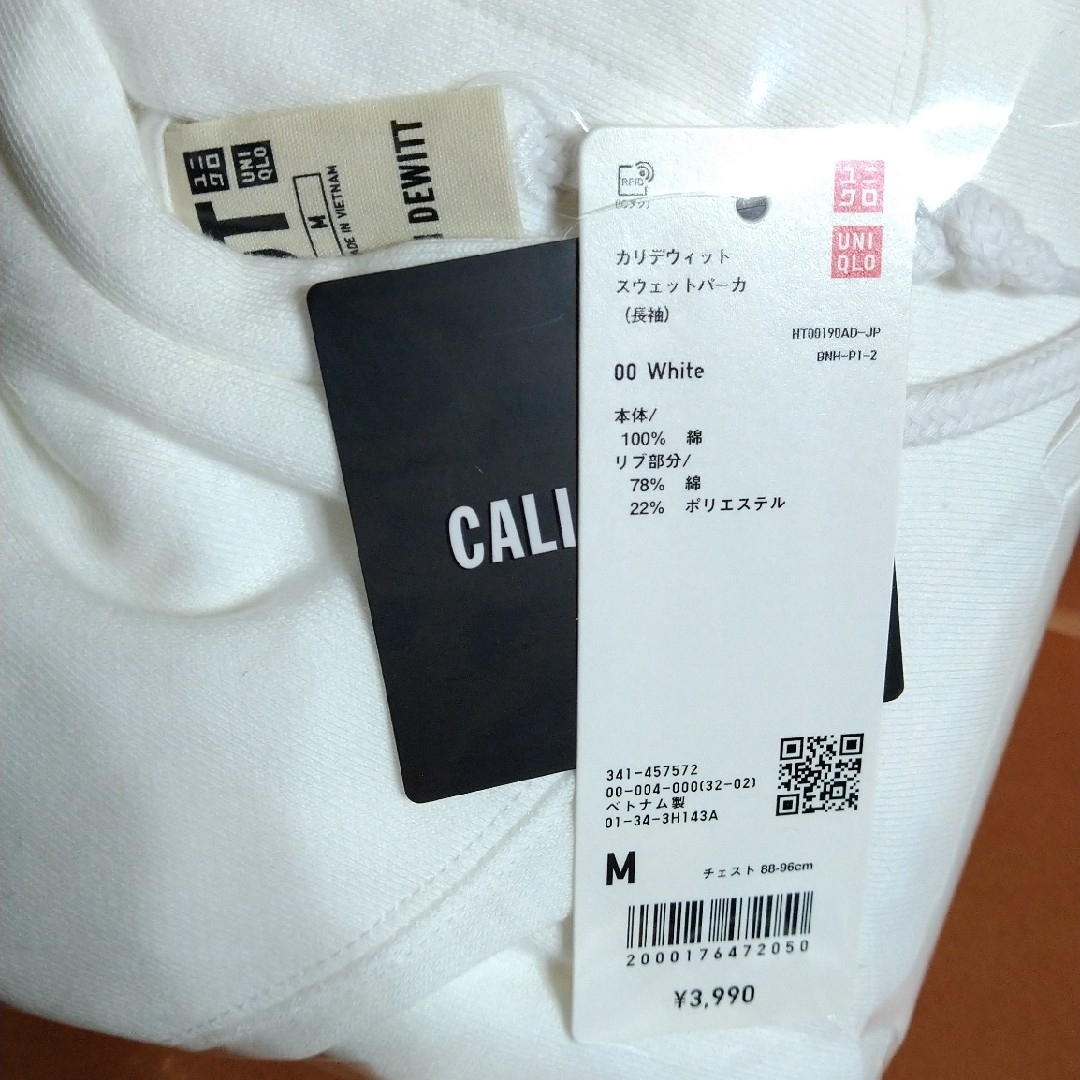 ユニクロ
UNIQLO
UT
M
MADE IN VIETNAM
DEWITT
CALI
RFID
ユニクロ
UNIQLO
カリデウィット
スウェットパーカ
(長袖)
HT00190AD-JP
BNH-P1-2
00 White
本体/
100% 綿
リブ部分/
78% 綿
22% ポリエステル
341-457572
00-004-000(32-02)
ベトナム製
01-34-3H143A
M チェスト 88-96cm
2000176472050
¥3,990